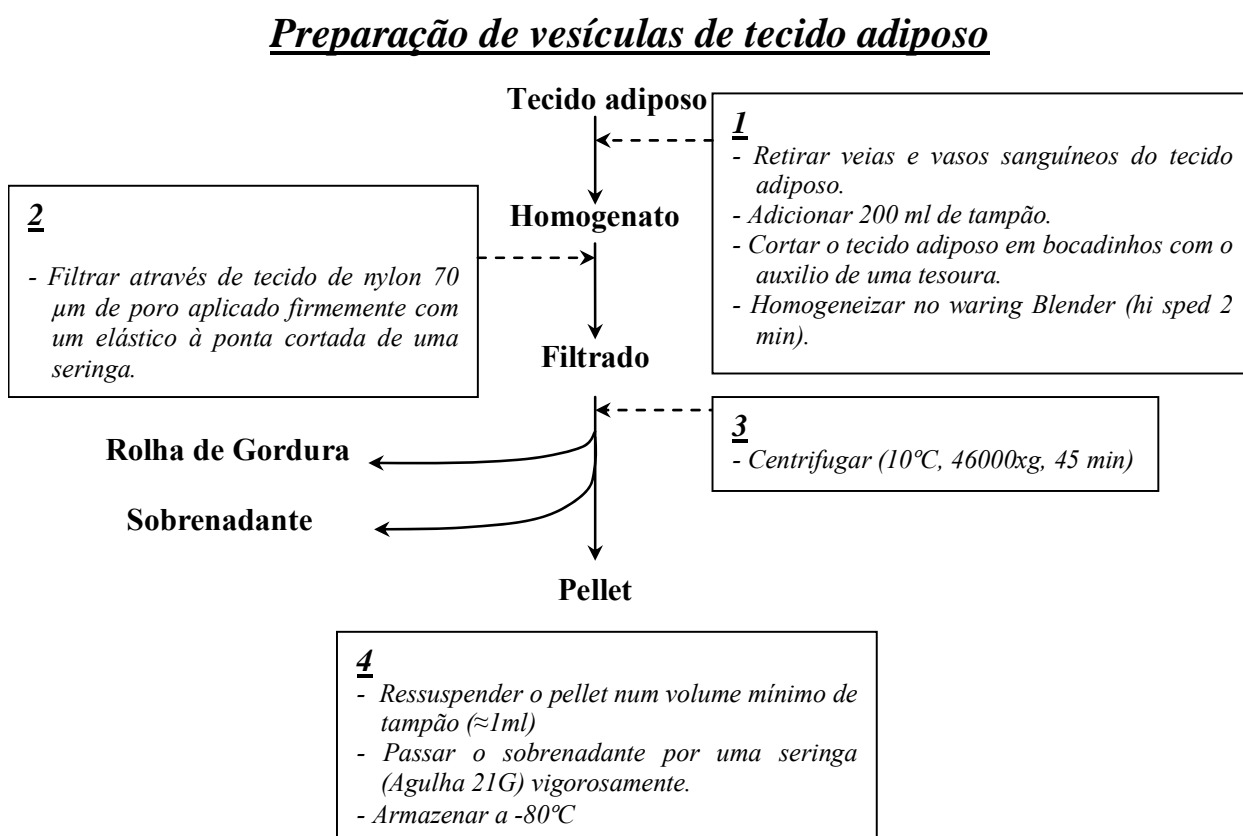 Preparação de vesículas de tecido adiposo
Tecido adiposo
1
- Retirar veias e vasos sanguíneos do tecido
adiposo.
- Adicionar 200 ml de tampão.
- Cortar o tecido adiposo em bocadinhos com o
auxilio de uma tesoura.
- Homogeneizar no waring Blender (hi sped 2
min).
Homogenato
2
- Filtrar através de tecido de nylon 70
µm de poro aplicado firmemente com
um elástico à ponta cortada de uma
seringa.
Filtrado
3
- Centrifugar (10ºC, 46000xg, 45 min)
Rolha de Gordura
Sobrenadante
Pellet
4
- Ressuspender o pellet num volume mínimo de
tampão (≈1ml)
- Passar o sobrenadante por uma seringa
(Agulha 21G) vigorosamente.
- Armazenar a -80ºC